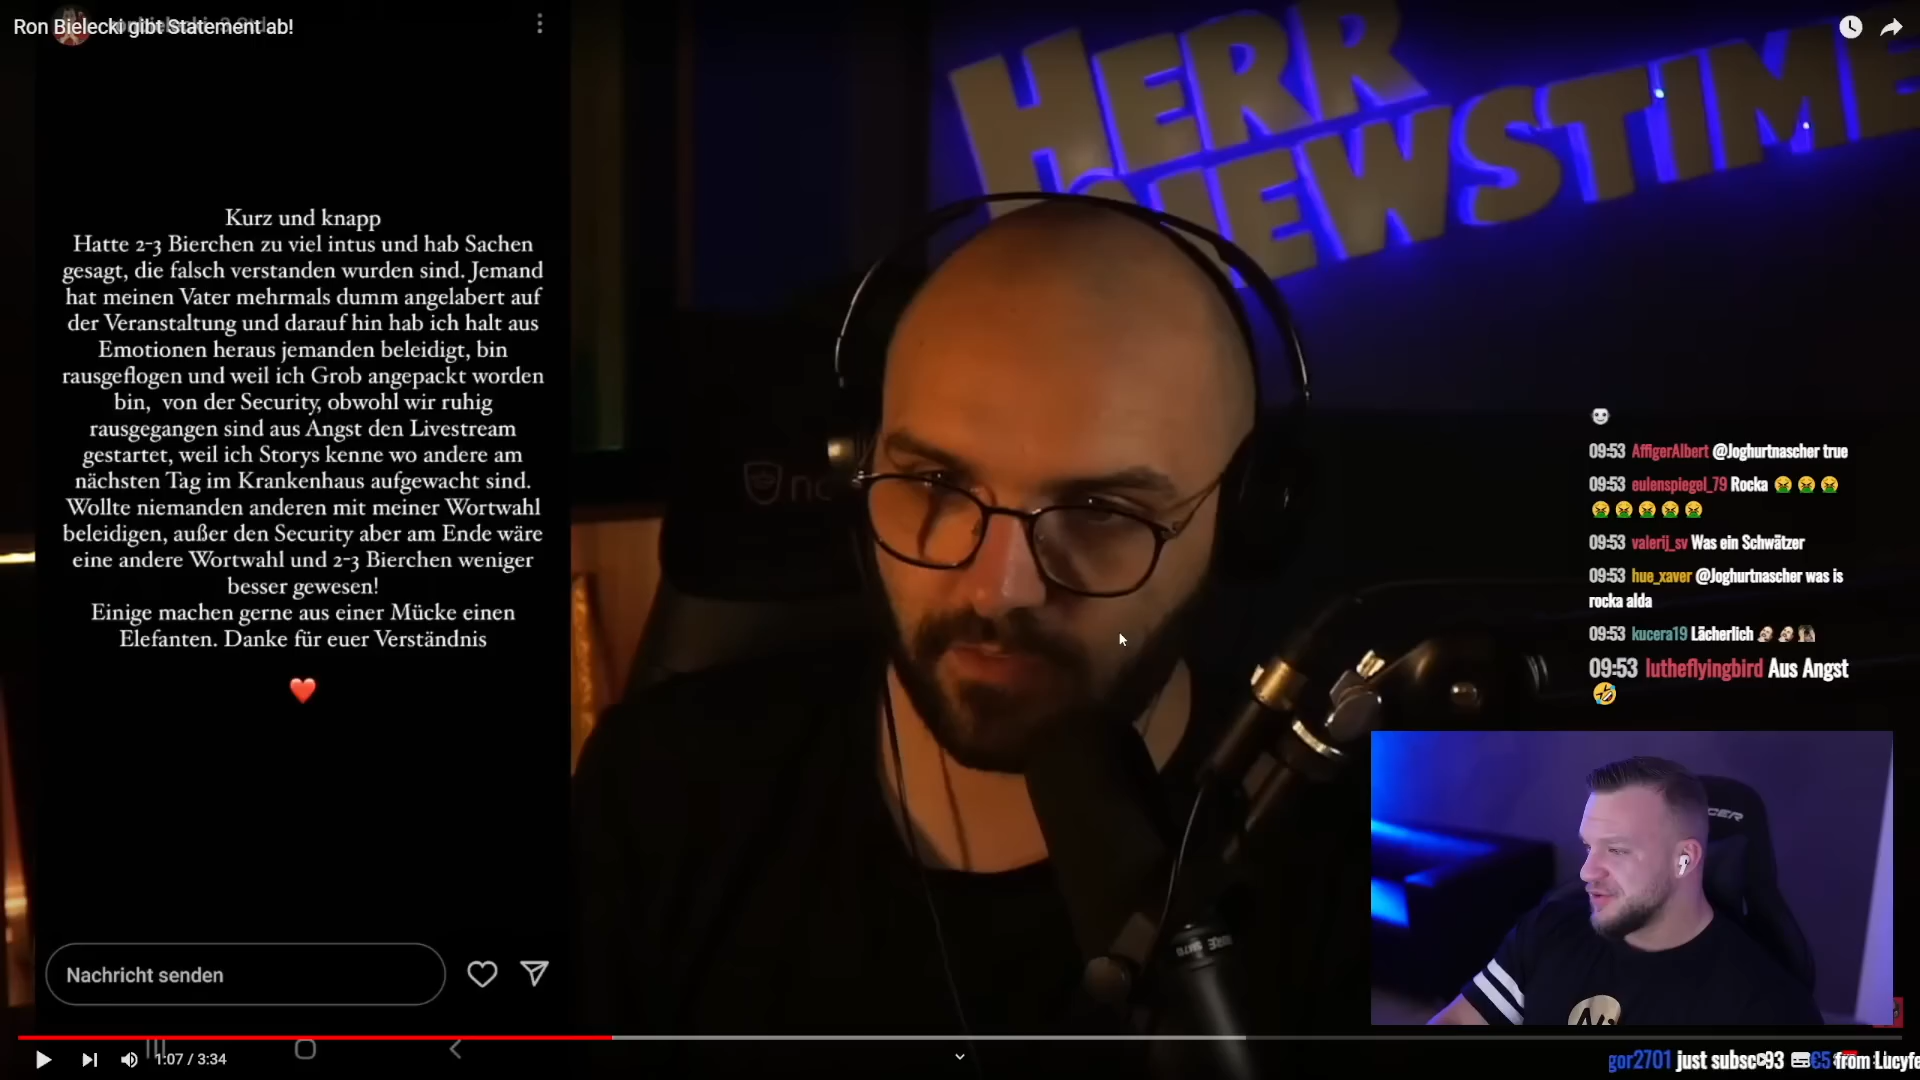 Ron Bielecki gibt Statement ab!
HERR
NEWSTIME
Kurz und knapp
Hatte 2-3 Bierchen zu viel intus und hab Sachen
gesagt, die falsch verstanden wurden sind. Jemand
hat meinen Vater mehrmals dumm angelabert auf
der Veranstaltung und darauf hin hab ich halt aus
Emotionen heraus jemanden beleidigt, bin
rausgeflogen und weil ich Grob angepackt worden
bin, von der Security, obwohl wir ruhig
rausgegangen sind aus Angst den Livestream
gestartet, weil ich Storys kenne wo andere am
nächsten Tag im Krankenhaus aufgewacht sind.
Wollte niemanden anderen mit meiner Wortwahl
beleidigen, außer den Security aber am Ende wäre
eine andere Wortwahl und 2-3 Bierchen weniger
besser gewesen!
Einige machen gerne aus einer Mücke einen
Elefanten. Danke für euer Verständnis
❤️
Nachricht senden
1:07 / 3:34
09:53 AffigerAlbert @Joghurtnascher true
09:53 eulenspiegel_79 Rocka 🤮 🤮 🤮
🤮 🤮 🤮 🤮 🤮
09:53 valerij_sv Was ein Schwätzer
09:53 hue_xaver @Joghurtnascher was is
rocka alda
09:53 kucera19 Lächerlich
09:53 lutheflyingbird Aus Angst
🤣
gor2701 just subsc
93
€5 from Lucyfe